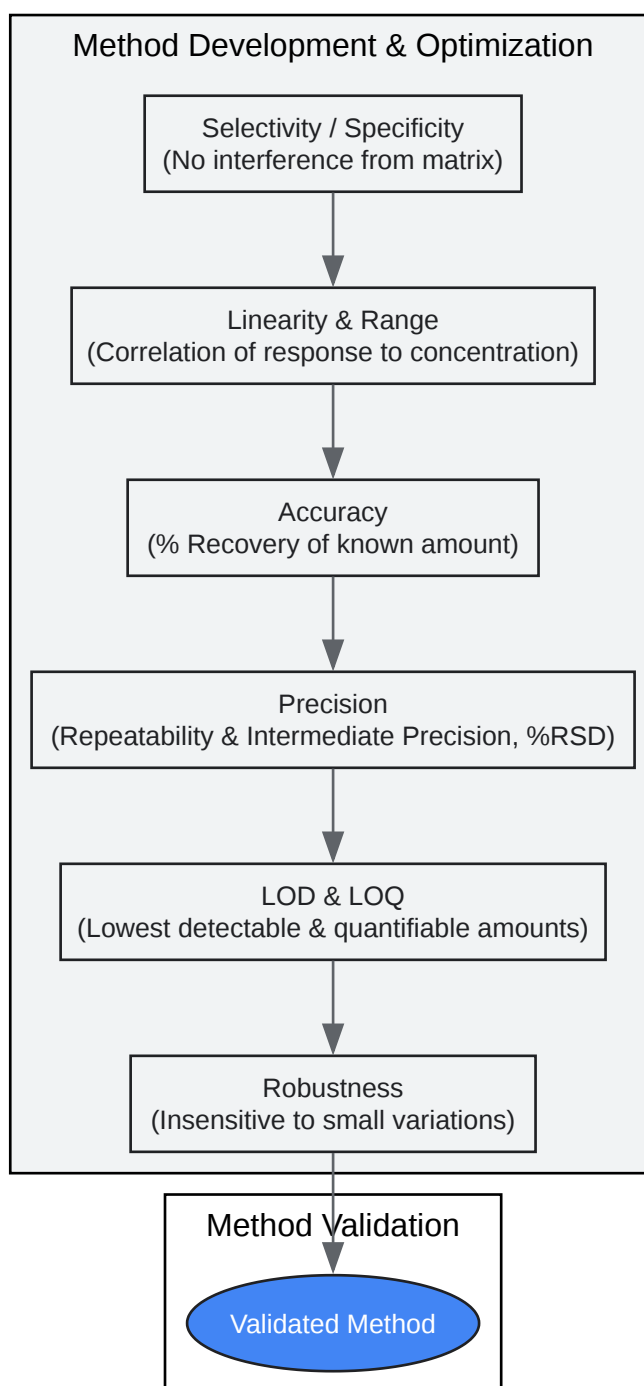 Method Development & Optimization
Selectivity / Specificity
(No interference from matrix)
Linearity & Range
(Correlation of response to concentration)
Accuracy
(% Recovery of known amount)
Precision
(Repeatability & Intermediate Precision, %RSD)
LOD & LOQ
(Lowest detectable & quantifiable amounts)
Robustness
(Insensitive to small variations)
Method Validation
Validated Method